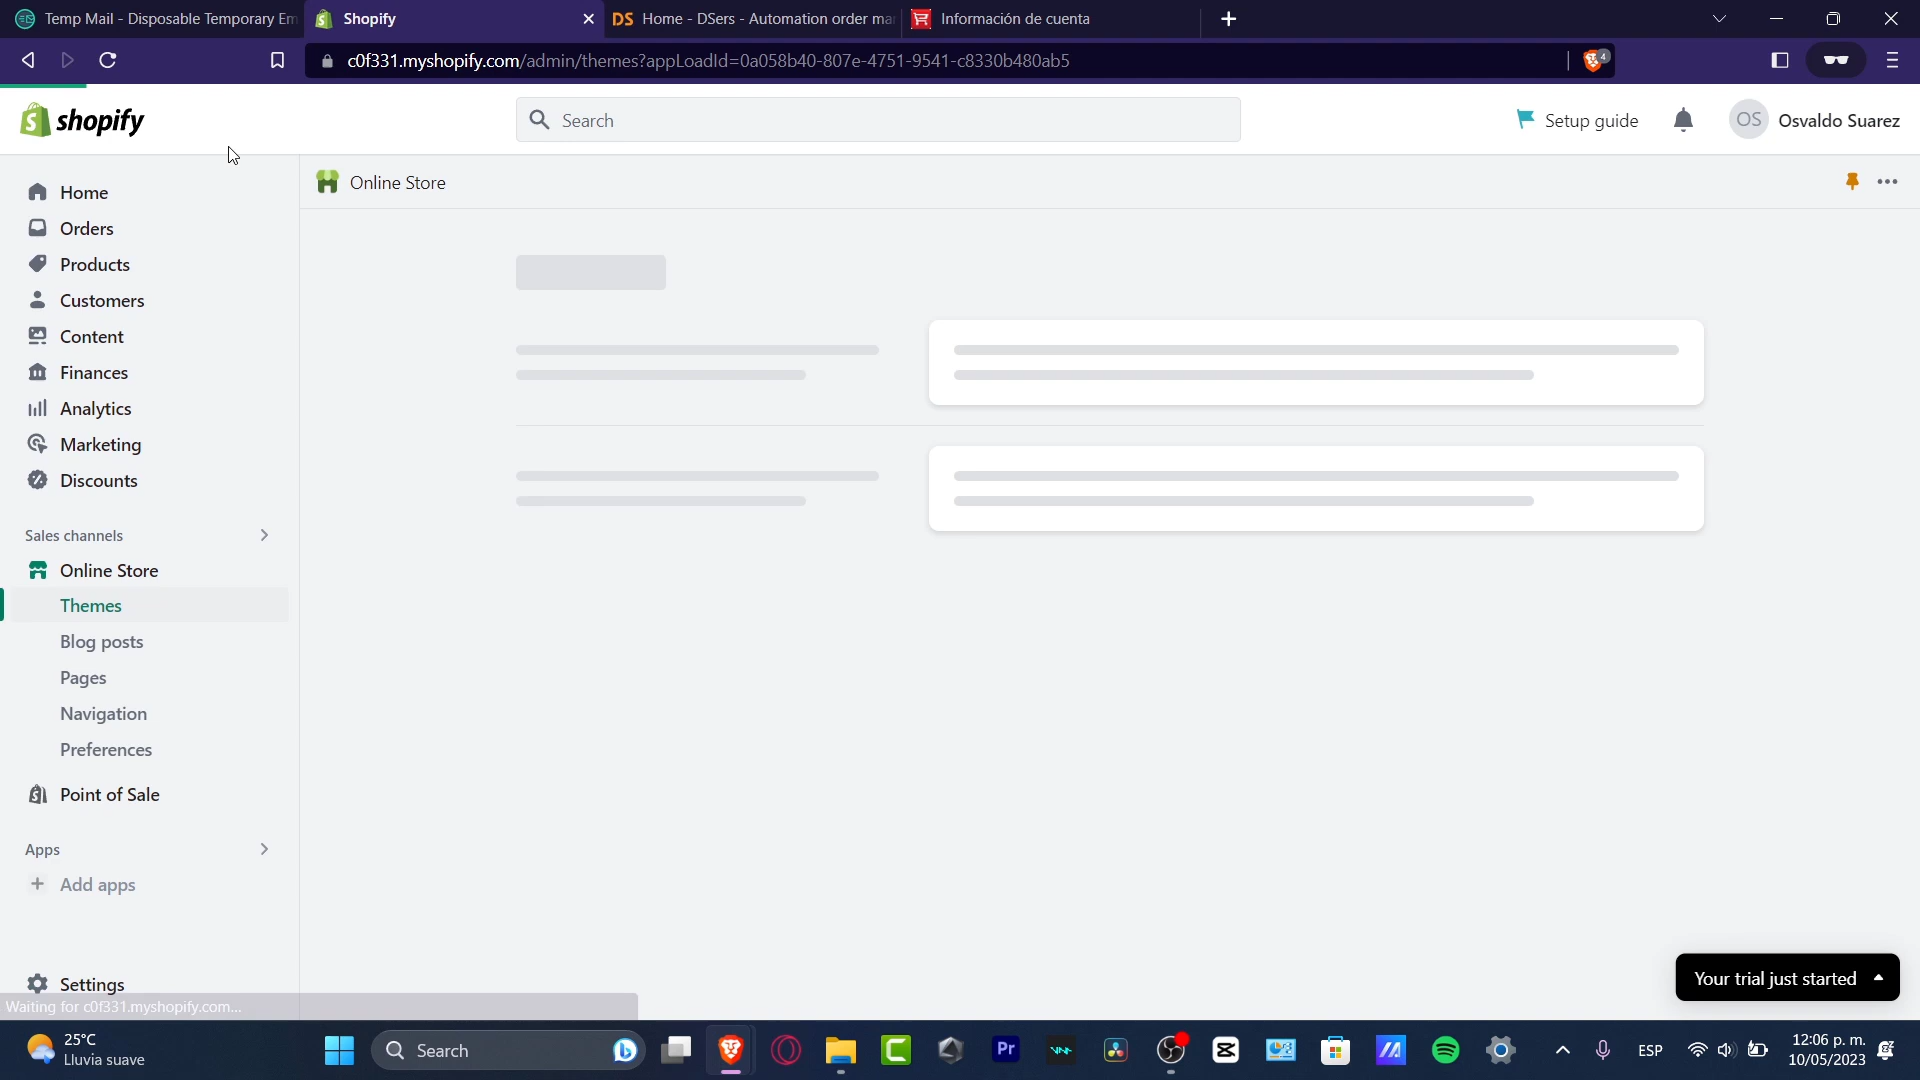 Temp Mail - Disposable Temporary Em
Shopify
DS Home - DSers - Automation order ma
Información de cuenta
c0f331.myshopify.com/admin/themes?appLoadId=0a058b40-807e-4751-9541-c8330b480ab5
4
shopify
Search
Setup guide
OS
Osvaldo Suarez
Online Store
Home
Orders
Products
Customers
Content
Finances
Analytics
Marketing
Discounts
Sales channels
Online Store
Themes
Blog posts
Pages
Navigation
Preferences
Point of Sale
Apps
+ Add apps
Settings
Waiting for c0f331.myshopify.com...
Your trial just started
25°C
Lluvia suave
Search
Pr
ESP
12:06 p. m.
10/05/2023